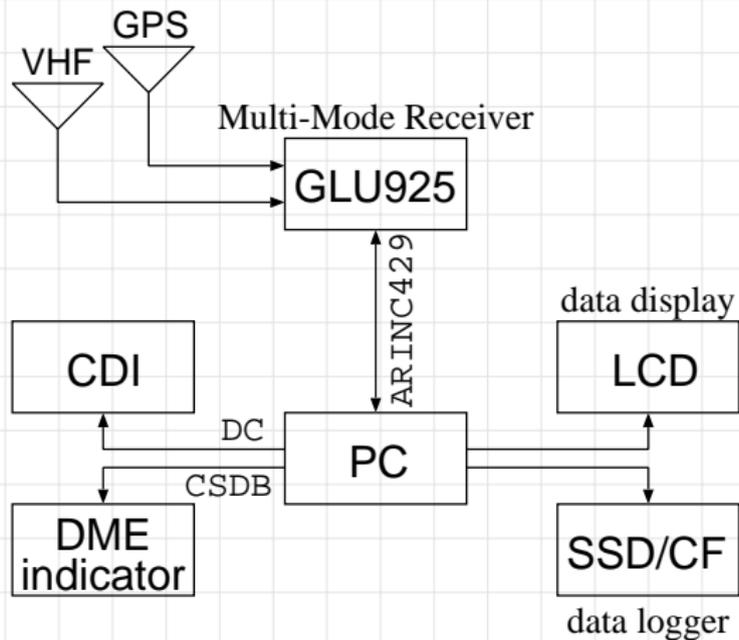 GPS
VHF
Multi-Mode Receiver
GLU925
ARINC429
data display
CDI
LCD
DC
PC
CSDB
DME
indicator
SSD/CF
data logger